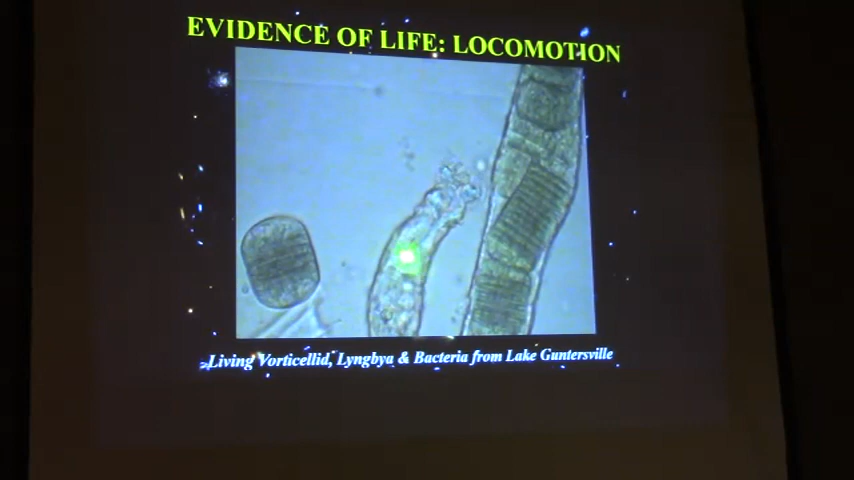 EVIDENCE OF LIFE: LOCOMOTION
Living Vorticellid, Lyngbya & Bacteria from Lake Guntersville